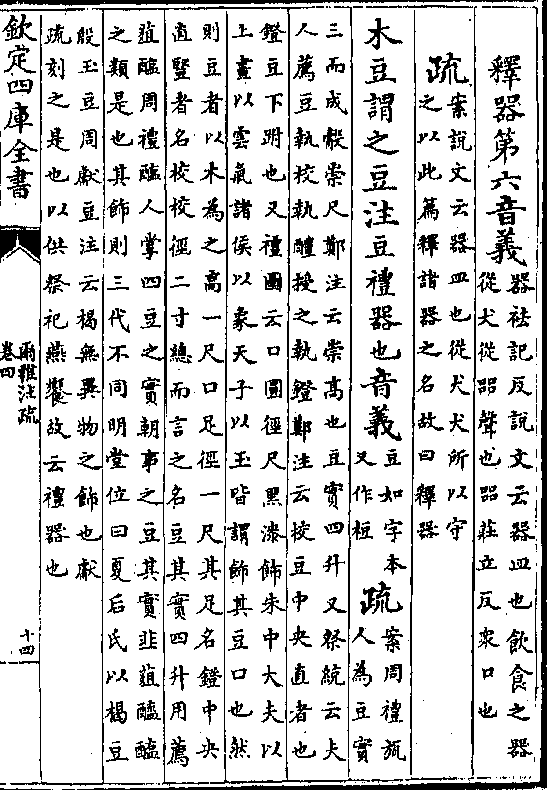 釋器第六音義器祛記反說文云器皿也飲食之器
從犬從㗊聲也㗊莊立反衆口也
疏案說文云器皿也從犬犬所以守
之以此篇釋諸器之名故曰釋器
木豆謂之豆注豆禮器也音義豆如字本
又作梪
疏案周禮瓬
人為豆實
三而成觳崇尺鄭注云崇高也豆實四升又祭統云夫
人薦豆執校執醴授之執鐙鄭注云校豆中央直者也
鐙豆下跗也又禮圖云口圓徑尺黑漆飾朱中大夫以
上畫以雲氣諸侯以象天子以玉皆謂飾其豆口也然
則豆者以木為之高一尺口足徑一尺其足名鐙中央
直豎者名校校徑二寸總而言之名豆其實四升用薦
菹醢周禮醢人掌四豆之實朝事之豆其實韭菹醓醢
之類是也其飾則三代不同明堂位曰夏后氏以楬豆
殷玉豆周獻豆注云楬無異物之飾也獻
疏刻之是也以供祭祀燕饗故云禮器也
欽定四庫全書
爾雅注疏
卷四
十四